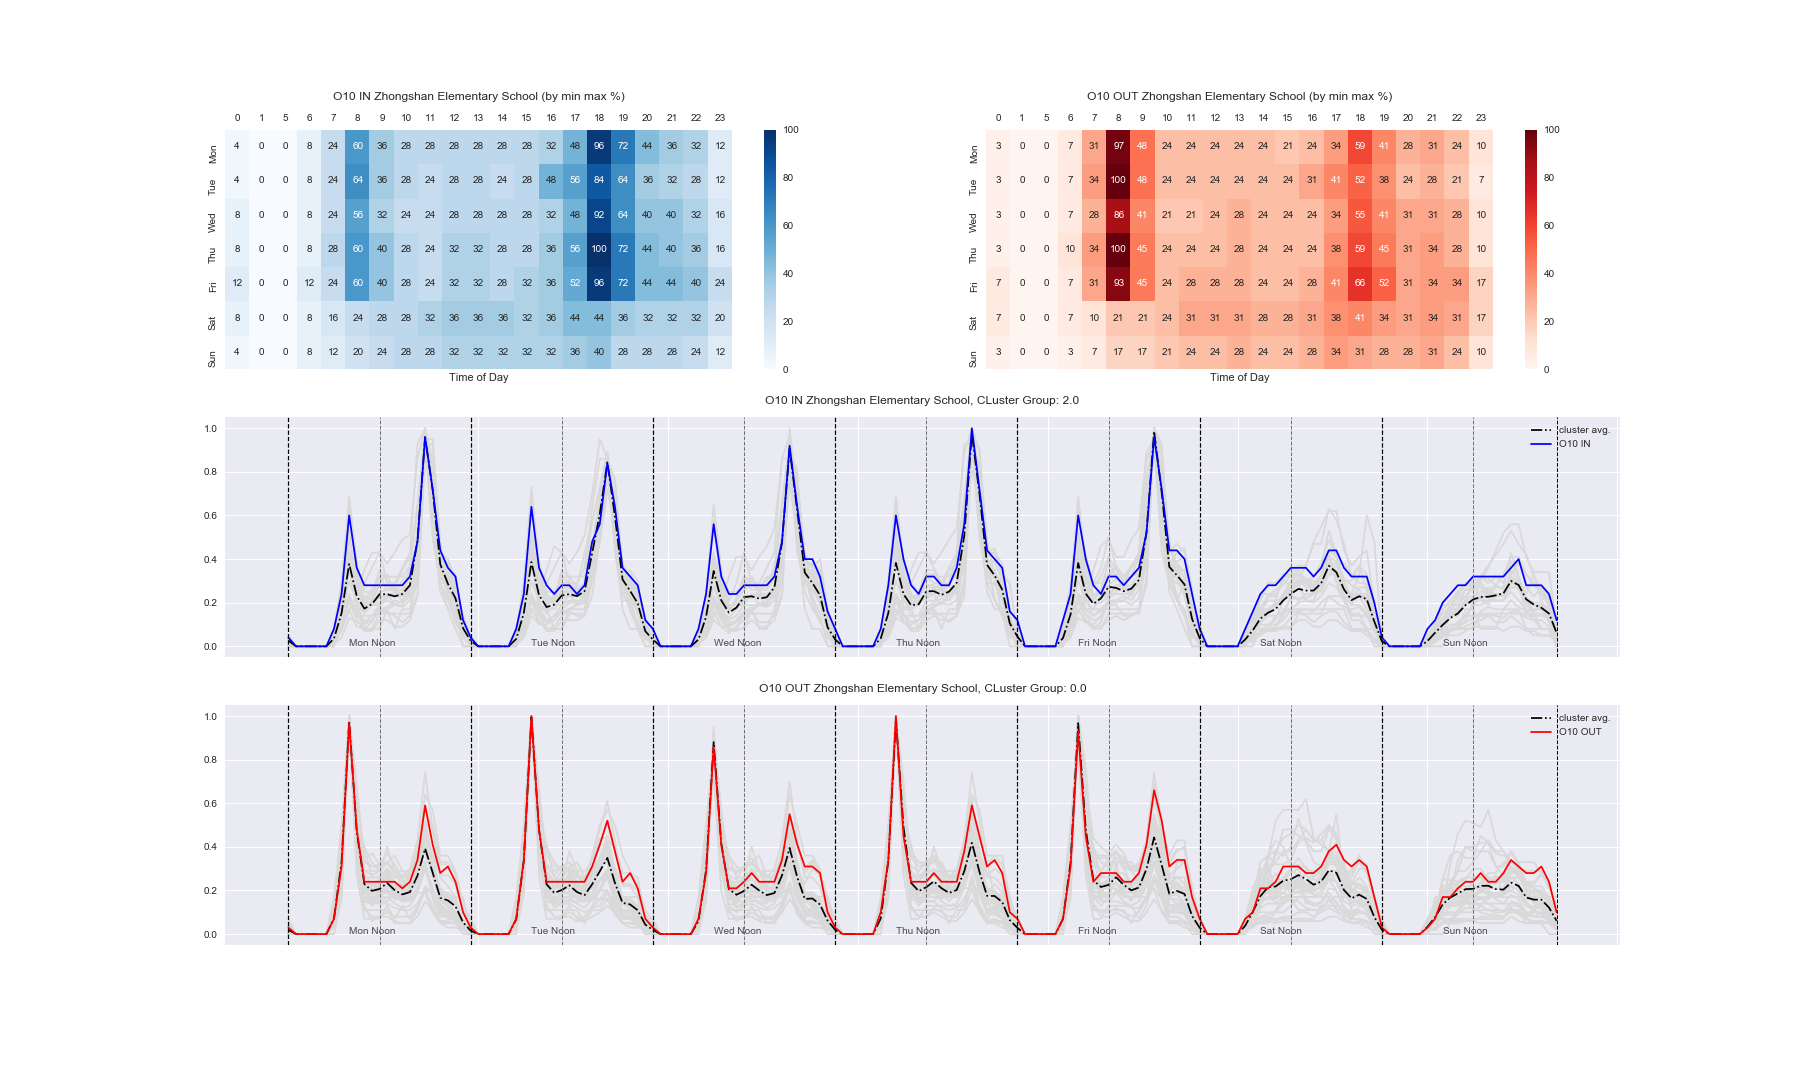 O10 IN Zhongshan Elementary School (by min max %)
0 1 5 6 7 8 9 10 11 12 13 14 15 16 17 18 19 20 21 22 23
Mon 4 0 0 8 24 60 36 28 28 28 28 28 28 32 48 96 72 44 36 32 12
Tue 4 0 0 8 24 64 36 28 24 28 28 24 28 48 56 84 64 36 32 28 12
Wed 8 0 0 8 24 56 32 24 24 28 28 28 28 32 48 92 64 40 40 32 16
Thu 8 0 0 8 28 60 40 28 24 32 32 28 28 36 56 100 72 44 40 36 16
Fri 12 0 0 12 24 60 40 28 24 32 32 28 32 36 52 96 72 44 44 40 24
Sat 8 0 0 8 16 24 28 28 32 36 36 36 32 36 44 44 36 32 32 32 20
Sun 4 0 0 8 12 20 24 28 28 32 32 32 32 32 36 40 28 28 28 24 12
Time of Day
100
80
60
40
20
0
O10 OUT Zhongshan Elementary School (by min max %)
0 1 5 6 7 8 9 10 11 12 13 14 15 16 17 18 19 20 21 22 23
Mon 3 0 0 7 31 97 48 24 24 24 24 24 21 24 34 59 41 28 31 24 10
Tue 3 0 0 7 34 100 48 24 24 24 24 24 24 31 41 52 38 24 28 21 7
Wed 3 0 0 7 28 86 41 21 21 24 28 24 24 24 34 55 41 31 31 28 10
Thu 3 0 0 10 34 100 45 24 24 24 28 24 24 24 38 59 45 31 34 28 10
Fri 7 0 0 7 31 93 45 24 28 28 28 24 24 28 41 66 52 31 34 34 17
Sat 7 0 0 7 10 21 21 24 31 31 31 28 28 31 38 41 34 31 34 31 17
Sun 3 0 0 3 7 17 17 21 24 24 28 24 24 28 34 31 28 28 31 24 10
Time of Day
100
80
60
40
20
0
O10 IN Zhongshan Elementary School, CLuster Group: 2.0
1.0
0.8
0.6
0.4
0.2
0.0
cluster avg.
O10 IN
Mon Noon Tue Noon Wed Noon Thu Noon Fri Noon Sat Noon Sun Noon
O10 OUT Zhongshan Elementary School, CLuster Group: 0.0
1.0
0.8
0.6
0.4
0.2
0.0
cluster avg.
O10 OUT
Mon Noon Tue Noon Wed Noon Thu Noon Fri Noon Sat Noon Sun Noon